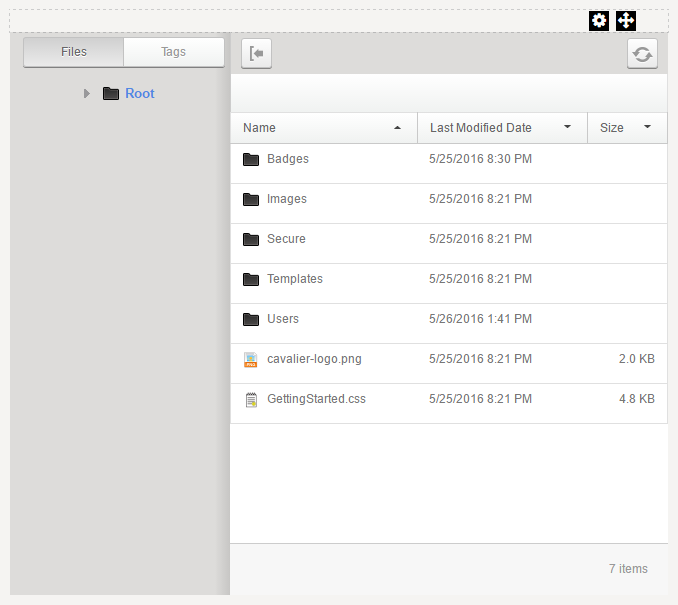 Files Tags
Root
Name Last Modified Date Size
Badges 5/25/2016 8:30 PM
Images 5/25/2016 8:21 PM
Secure 5/25/2016 8:21 PM
Templates 5/25/2016 8:21 PM
Users 5/26/2016 1:41 PM
cavalier-logo.png 5/25/2016 8:21 PM 2.0 KB
GettingStarted.css 5/25/2016 8:21 PM 4.8 KB
7 items